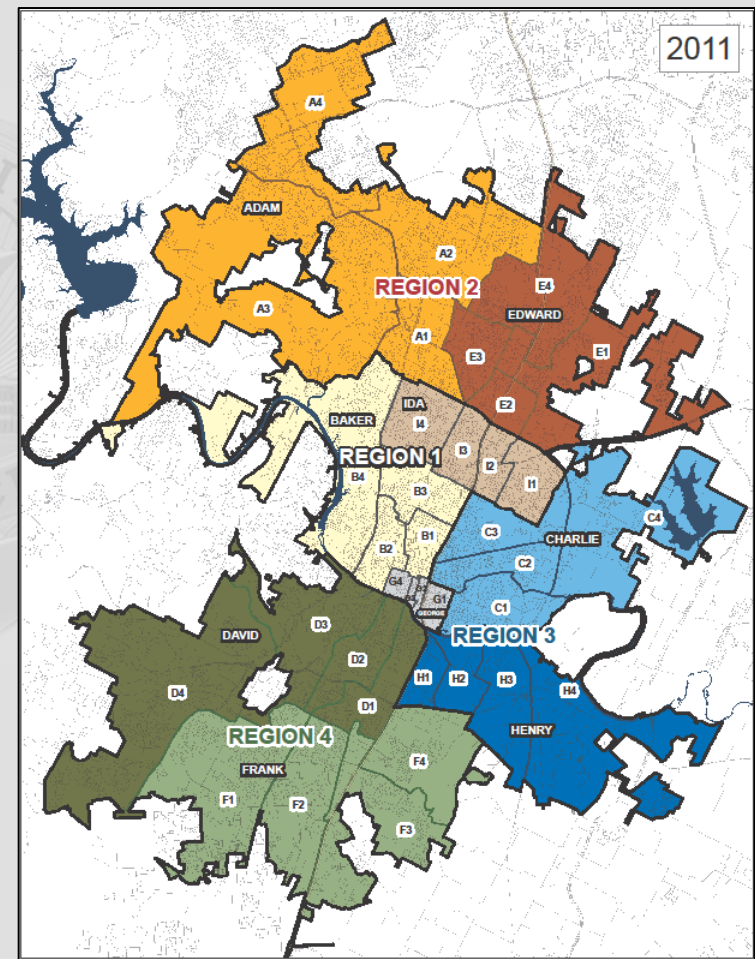 2011
A4
ADAM
A2
E4
REGION 2
A3
EDWARD
A1
E1
E3
E2
IDA
BAKER
I4
I3
REGION 1
I2
B4
B3
I1
C4
C3
B1
CHARLIE
B2
C2
G4
G1
C1
GEORGE
D3
DAVID
REGION 3
D2
H1
H2
H3
H4
D4
D1
HENRY
REGION 4
F4
FRANK
F1
F2
F3